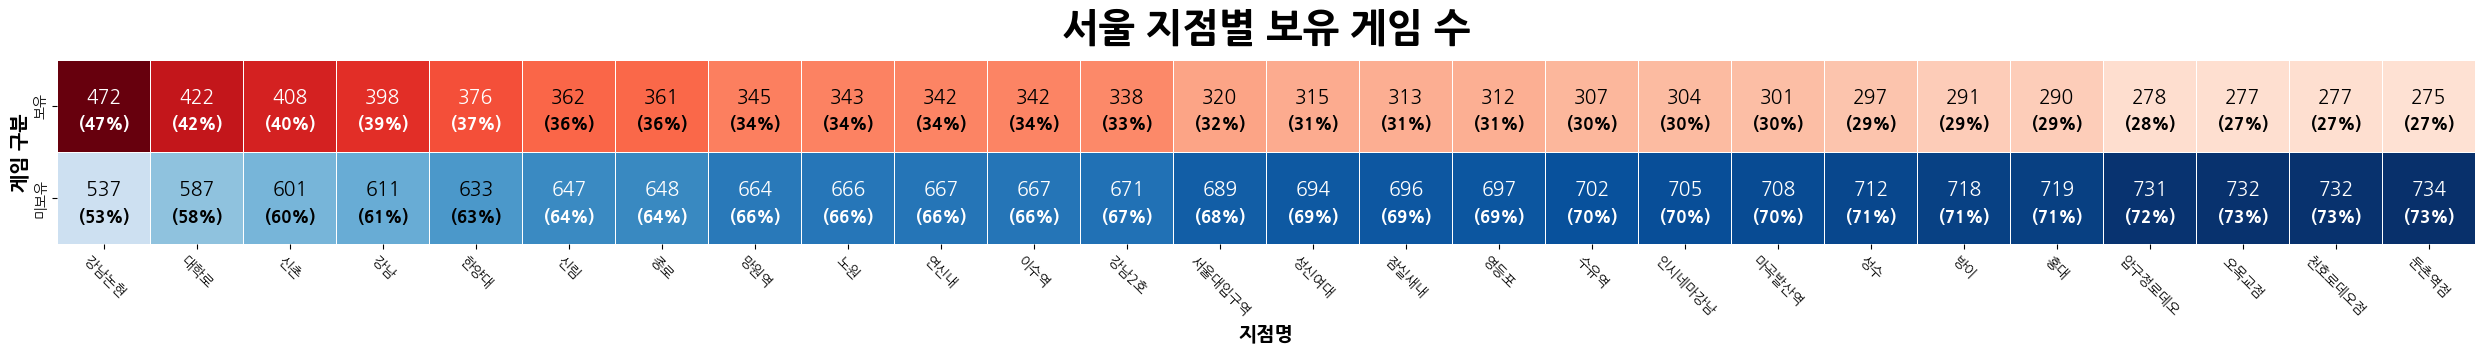 서울 지점별 보유 게임 수
게임 구분
보유
472 422 408 398 376 362 361 345 343 342 342 338 320 315 313 312 307 304 301 297 291 290 278 277 277 275
(47%) (42%) (40%) (39%) (37%) (36%) (36%) (34%) (34%) (34%) (34%) (33%) (32%) (31%) (31%) (31%) (30%) (30%) (30%) (29%) (29%) (29%) (28%) (27%) (27%) (27%)
미보유
537 587 601 611 633 647 648 664 666 667 667 671 689 694 696 697 702 705 708 712 718 719 731 732 732 734
(53%) (58%) (60%) (61%) (63%) (64%) (64%) (66%) (66%) (66%) (66%) (67%) (68%) (69%) (69%) (69%) (70%) (70%) (70%) (71%) (71%) (71%) (72%) (73%) (73%) (73%)
강남논현 대학로 신촌 강남 한양대 신림 종로 망원역 노원 연신내 이수역 강남2호 서울대입구역 성신여대 잠실새내 영등포 수유역 인시네마강남 마곡발산역 성수 방이 홍대 압구정로데오 오목교점 천호로데오점 둔촌역점
지점명